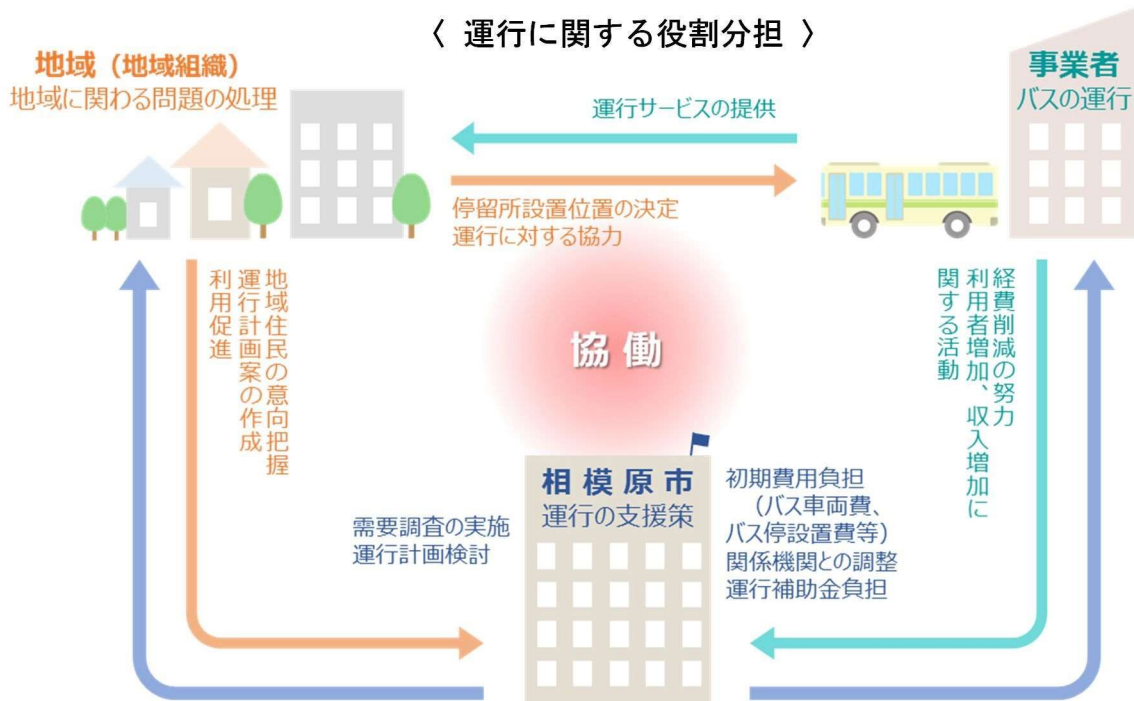 〈 運行に関する役割分担 〉
地域（地域組織）
地域に関わる問題の処理
事業者
バスの運行
運行サービスの提供
停留所設置位置の決定
運行に対する協力
地域住民の意向把握
運行計画案の作成
利用促進
協働
経費削減の努力
利用者増加、収入増加に
関する活動
相模原市
運行の支援策
需要調査の実施
運行計画検討
初期費用負担
（バス車両費、
バス停設置費等）
関係機関との調整
運行補助金負担